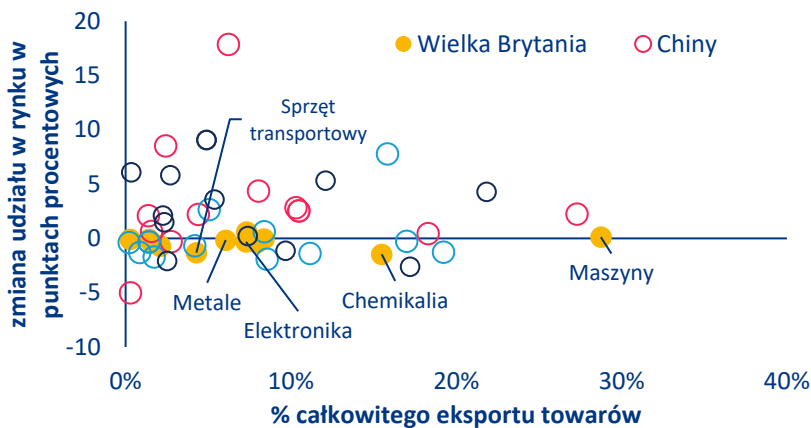 zmiana udziału w rynku w
punktach procentowych
20
15
10
5
0
-5
-10
Wielka Brytania
Chiny
Sprzęt
transportowy
Metale
Elektronika
Chemikalia
Maszyny
0%
10%
20%
30%
40%
% całkowitego eksportu towarów